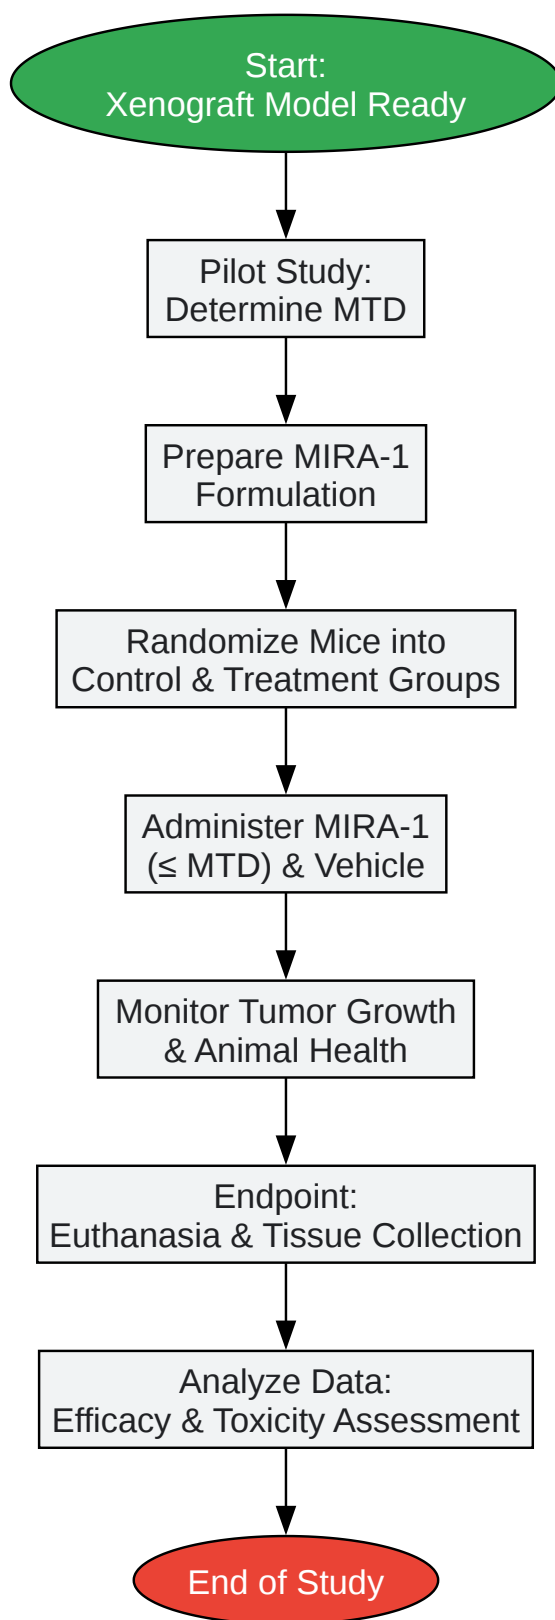 Start:
Xenograft Model Ready
Pilot Study:
Determine MTD
Prepare MIRA-1
Formulation
Randomize Mice into
Control & Treatment Groups
Administer MIRA-1
(≤ MTD) & Vehicle
Monitor Tumor Growth
& Animal Health
Endpoint:
Euthanasia & Tissue Collection
Analyze Data:
Efficacy & Toxicity Assessment
End of Study